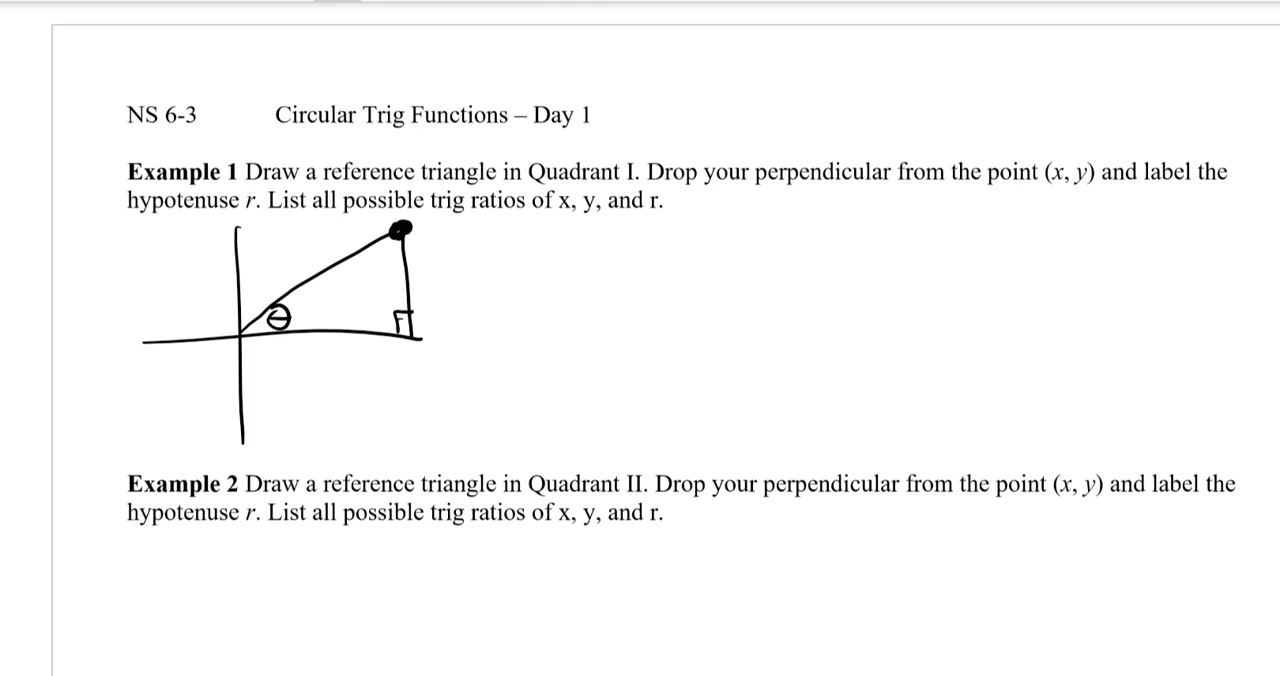 NS 6-3 Circular Trig Functions – Day 1
Example 1 Draw a reference triangle in Quadrant I. Drop your perpendicular from the point (x, y) and label the
hypotenuse r. List all possible trig ratios of x, y, and r.
θ
Example 2 Draw a reference triangle in Quadrant II. Drop your perpendicular from the point (x, y) and label the
hypotenuse r. List all possible trig ratios of x, y, and r.